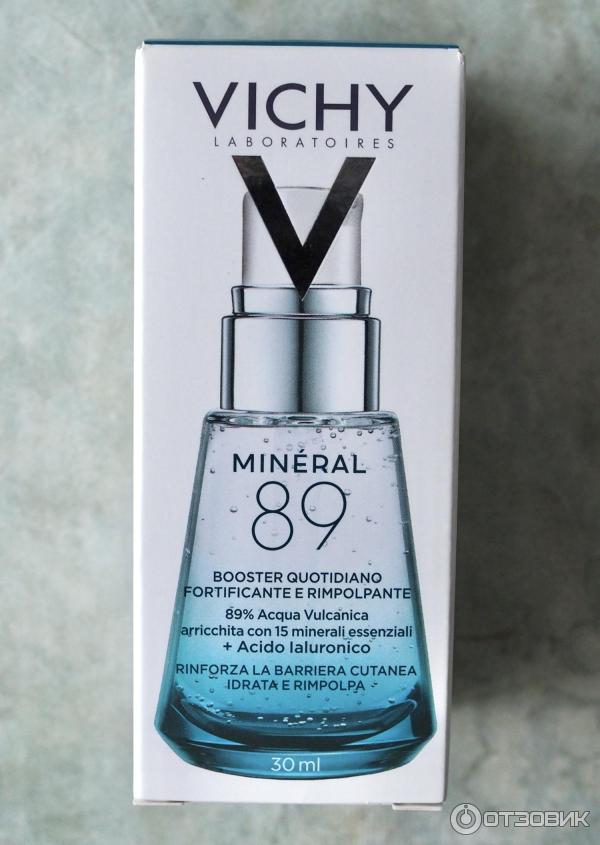 VICHY
LABORATOIRES
MINÉRAL
89
BOOSTER QUOTIDIANO
FORTIFICANTE E RIMPOLPANTE
89% Acqua Vulcanica
arricchita con 15 minerali essenziali
+ Acido Ialuronico
RINFORZA LA BARRIERA CUTANEA
IDRATA E RIMPOLPA
30 ml
ОТЗОВИК